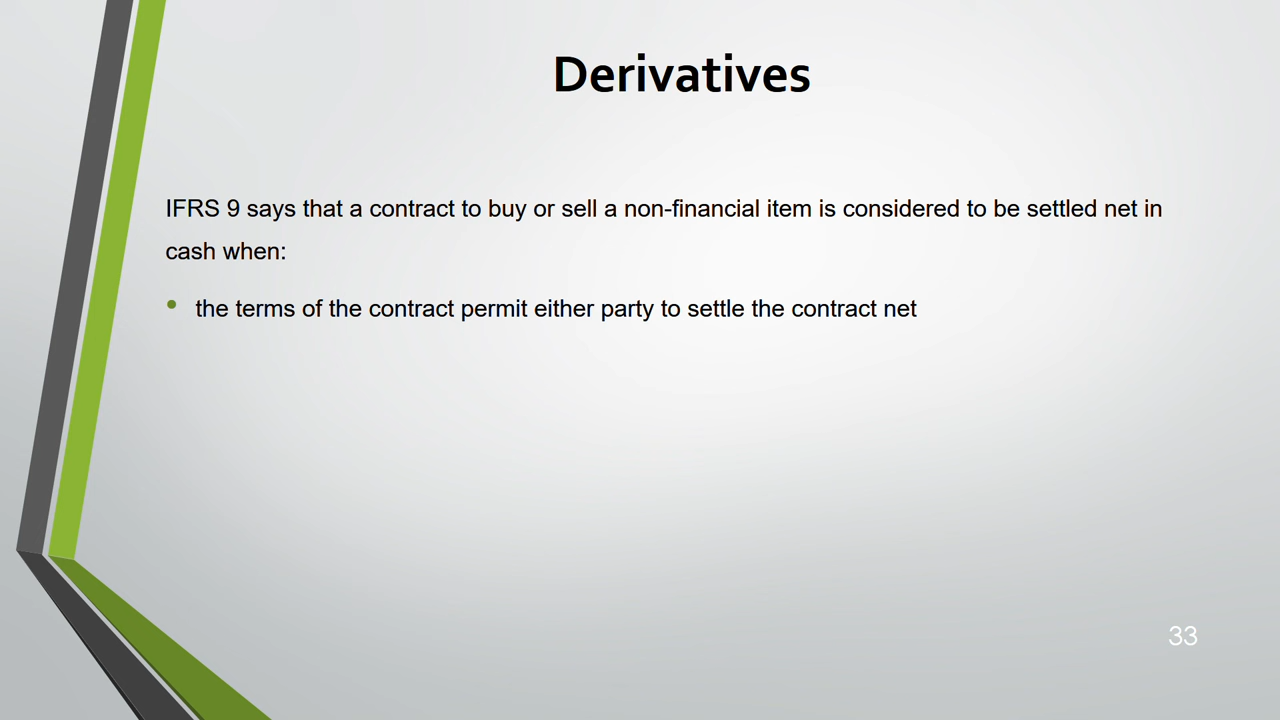 Derivatives
IFRS 9 says that a contract to buy or sell a non-financial item is considered to be settled net in
cash when:
• the terms of the contract permit either party to settle the contract net
33